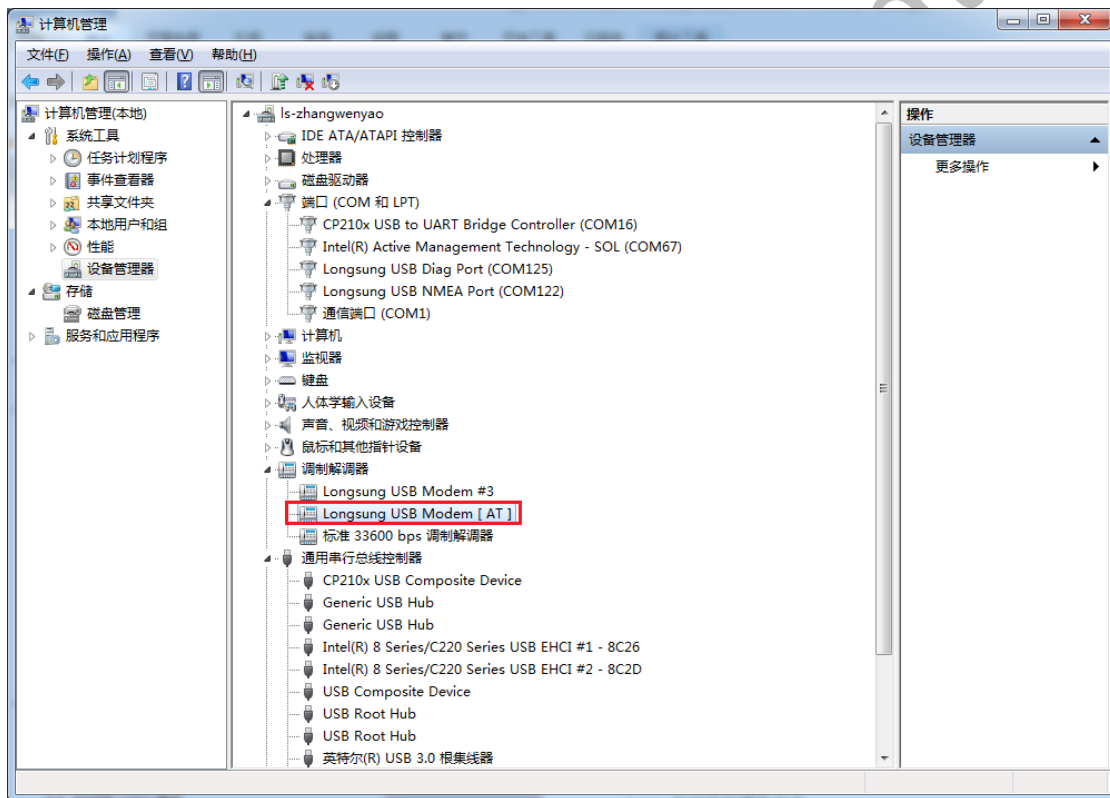 计算机管理
文件(F) 操作(A) 查看(V) 帮助(H)
计算机管理(本地)
系统工具
任务计划程序
事件查看器
共享文件夹
本地用户和组
性能
设备管理器
存储
磁盘管理
服务和应用程序
ls-zhangwenyao
IDE ATA/ATAPI 控制器
处理器
磁盘驱动器
端口 (COM 和 LPT)
CP210x USB to UART Bridge Controller (COM16)
Intel(R) Active Management Technology - SOL (COM67)
Longsung USB Diag Port (COM125)
Longsung USB NMEA Port (COM122)
通信端口 (COM1)
计算机
监视器
键盘
人体学输入设备
声音、视频和游戏控制器
鼠标和其他指针设备
调制解调器
Longsung USB Modem #3
Longsung USB Modem [ AT ]
标准 33600 bps 调制解调器
通用串行总线控制器
CP210x USB Composite Device
Generic USB Hub
Generic USB Hub
Intel(R) 8 Series/C220 Series USB EHCI #1 - 8C26
Intel(R) 8 Series/C220 Series USB EHCI #2 - 8C2D
USB Composite Device
USB Root Hub
USB Root Hub
英特尔(R) USB 3.0 根集线器
操作
设备管理器
更多操作